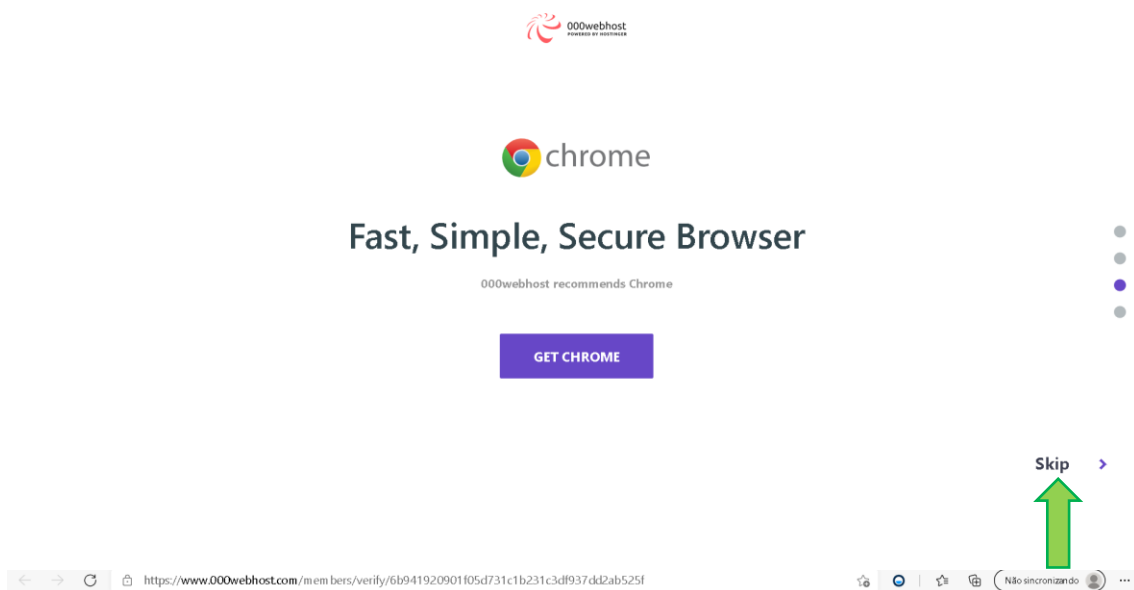 000webhost
POWERED BY HOSTINGER
chrome
Fast, Simple, Secure Browser
000webhost recommends Chrome
GET CHROME
Skip
https://www.000webhost.com/members/verify/6b941920901f05d731c1b231c3df937dd2ab525f
Não sincronizando